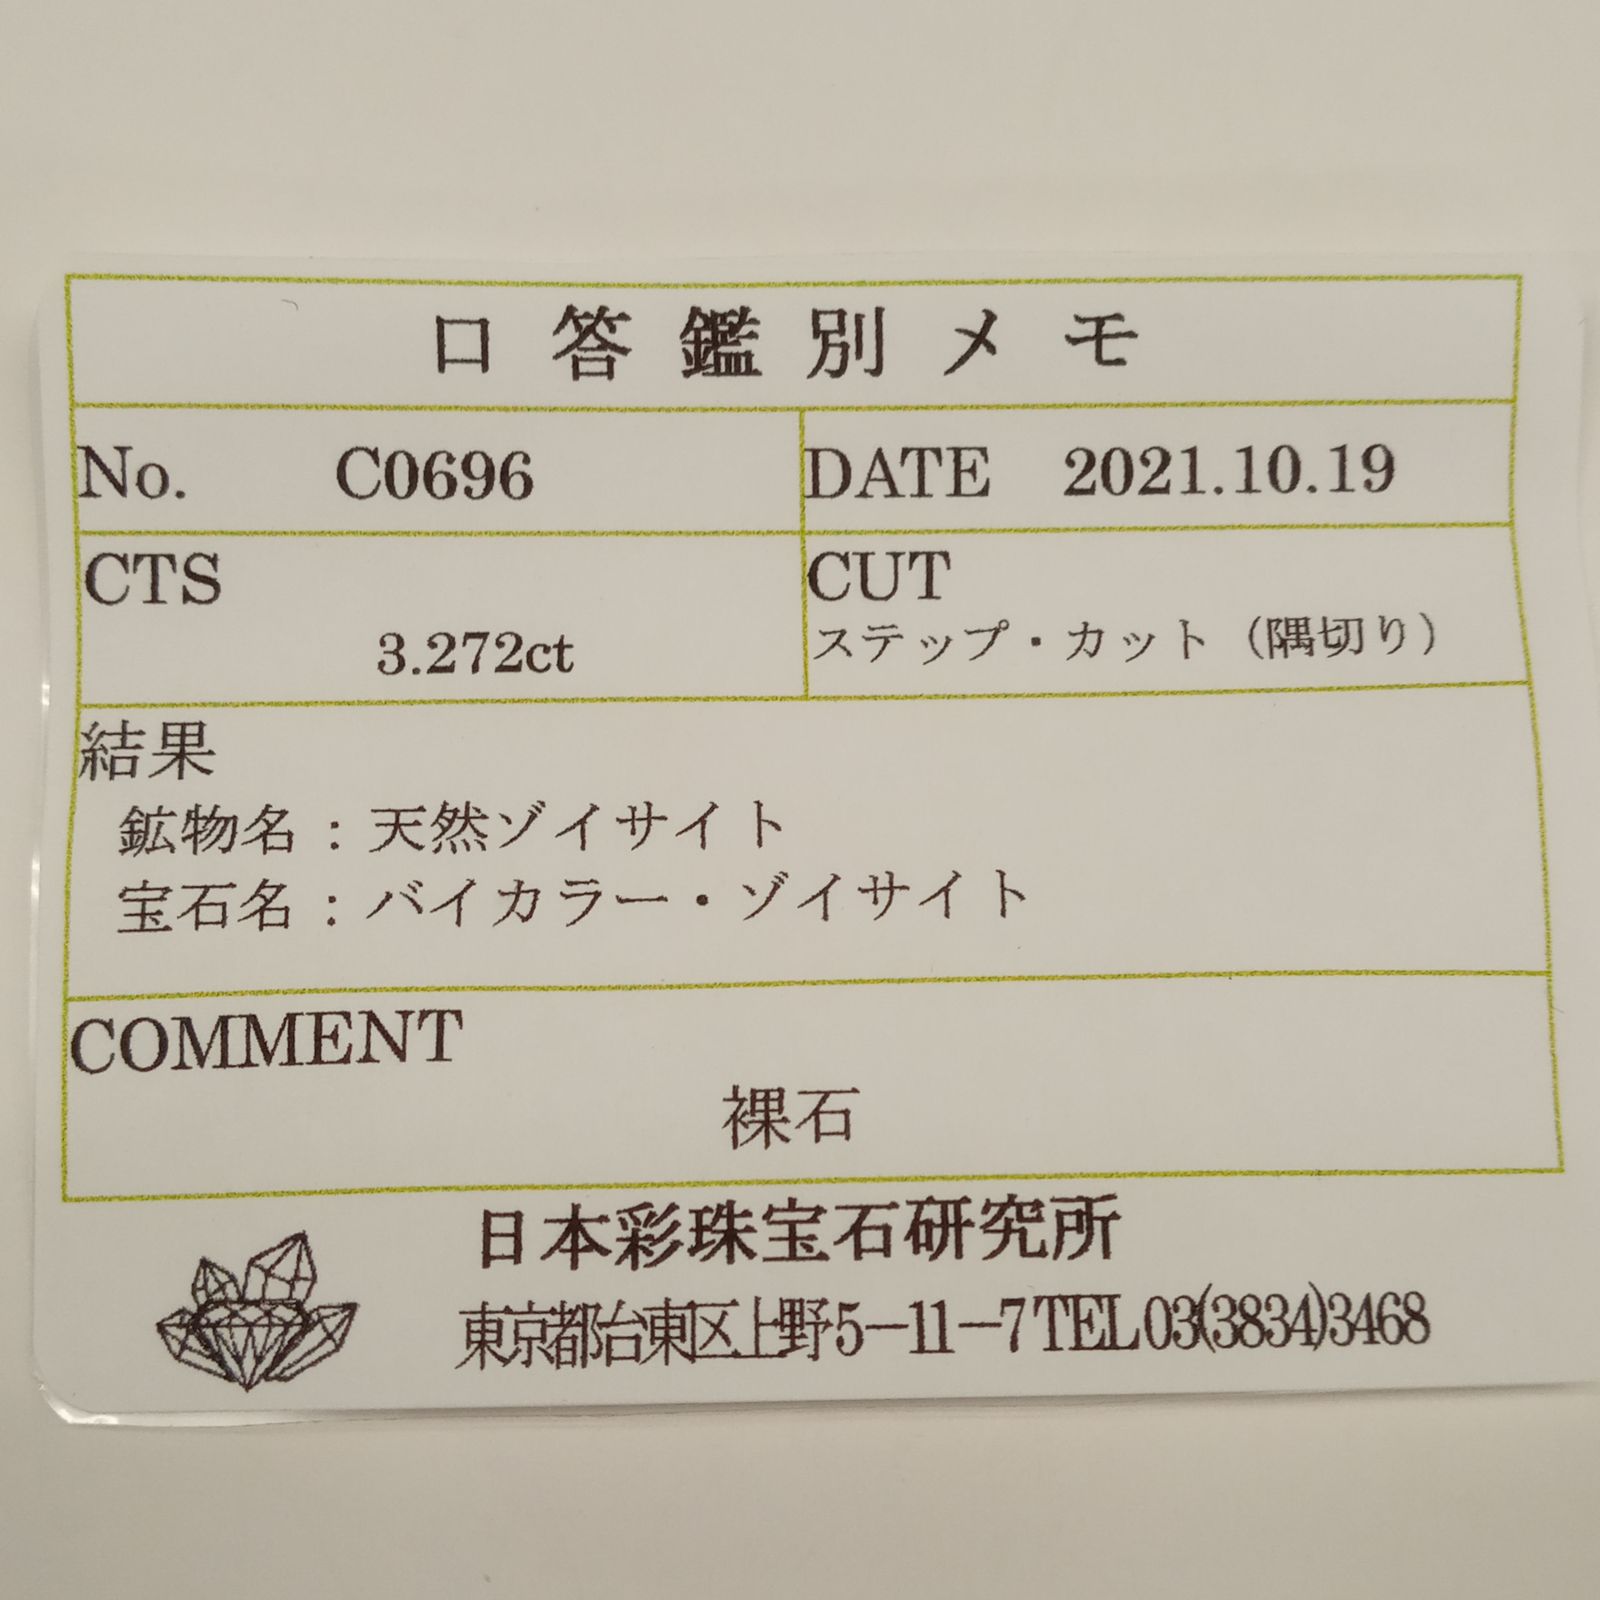 口答鑑別メモ
No. C0696 DATE 2021.10.19
CTS CUT
3.272ct ステップ・カット（隅切り）
結果
鉱物名：天然ゾイサイト
宝石名：バイカラー・ゾイサイト
COMMENT
裸石
日本彩珠宝石研究所
東京都台東区上野5－11－7 TEL 03(3834)3468